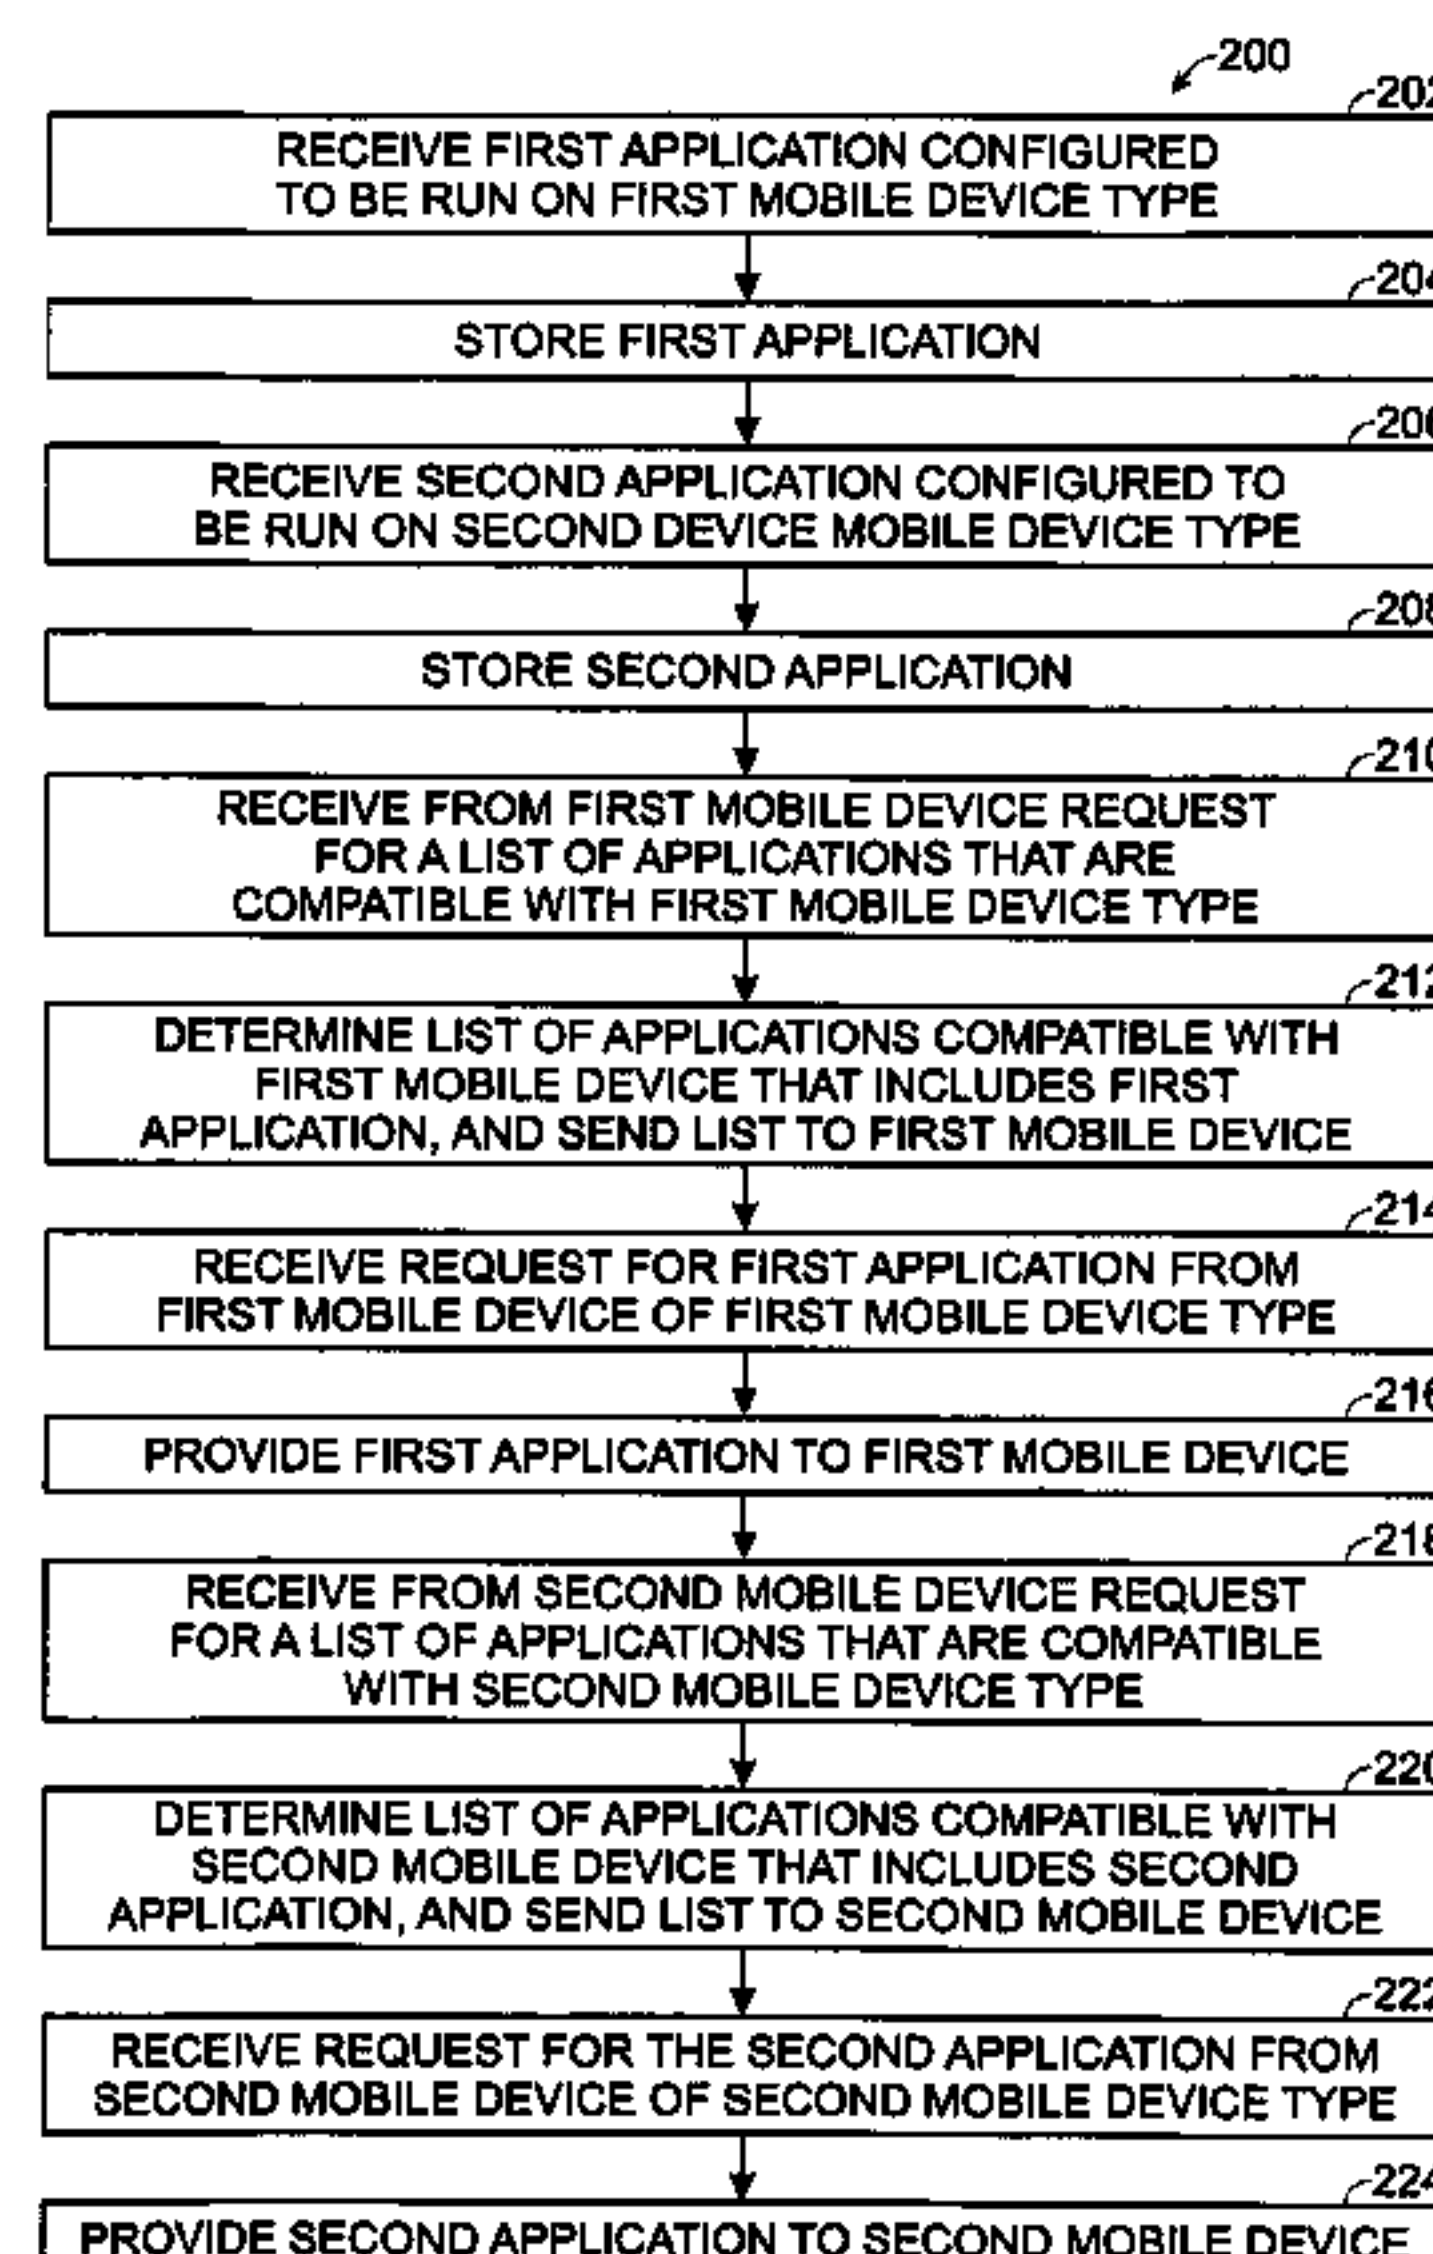 200
202
RECEIVE FIRST APPLICATION CONFIGURED
TO BE RUN ON FIRST MOBILE DEVICE TYPE
204
STORE FIRST APPLICATION
206
RECEIVE SECOND APPLICATION CONFIGURED TO
BE RUN ON SECOND DEVICE MOBILE DEVICE TYPE
208
STORE SECOND APPLICATION
210
RECEIVE FROM FIRST MOBILE DEVICE REQUEST
FOR A LIST OF APPLICATIONS THAT ARE
COMPATIBLE WITH FIRST MOBILE DEVICE TYPE
212
DETERMINE LIST OF APPLICATIONS COMPATIBLE WITH
FIRST MOBILE DEVICE THAT INCLUDES FIRST
APPLICATION, AND SEND LIST TO FIRST MOBILE DEVICE
214
RECEIVE REQUEST FOR FIRST APPLICATION FROM
FIRST MOBILE DEVICE OF FIRST MOBILE DEVICE TYPE
216
PROVIDE FIRST APPLICATION TO FIRST MOBILE DEVICE
218
RECEIVE FROM SECOND MOBILE DEVICE REQUEST
FOR A LIST OF APPLICATIONS THAT ARE COMPATIBLE
WITH SECOND MOBILE DEVICE TYPE
220
DETERMINE LIST OF APPLICATIONS COMPATIBLE WITH
SECOND MOBILE DEVICE THAT INCLUDES SECOND
APPLICATION, AND SEND LIST TO SECOND MOBILE DEVICE
222
RECEIVE REQUEST FOR THE SECOND APPLICATION FROM
SECOND MOBILE DEVICE OF SECOND MOBILE DEVICE TYPE
224
PROVIDE SECOND APPLICATION TO SECOND MOBILE DEVICE